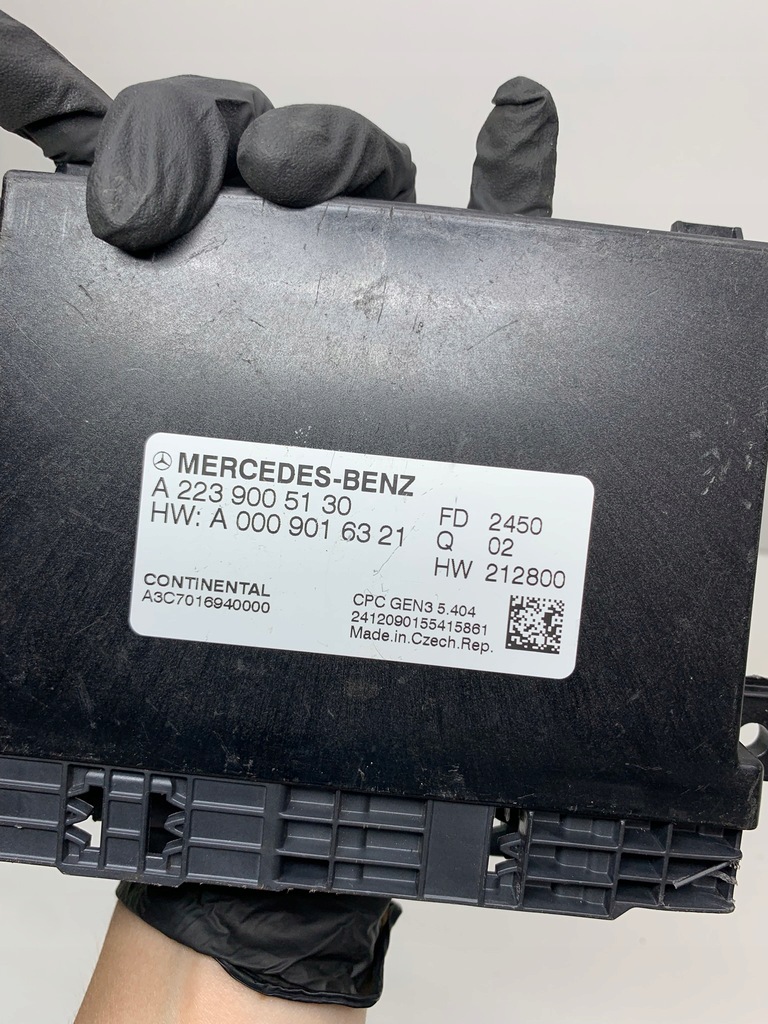 MERCEDES-BENZ
A 223 900 51 30
HW: A 000 901 63 21
FD 2450
Q 02
HW 212800
CONTINENTAL
A3C7016940000
CPC GEN3 5.404
2412090155415861
Made.in.Czech.Rep.